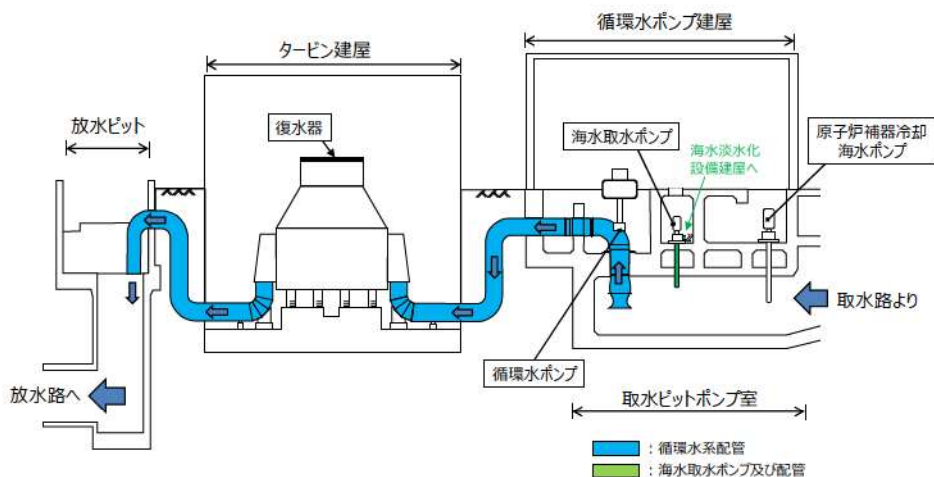 循環水ポンプ建屋
タービン建屋
放水ピット
復水器
海水取水ポンプ
海水淡水化
設備建屋へ
原子炉補器冷却
海水ポンプ
取水路より
循環水ポンプ
放水路へ
取水ピットポンプ室
：循環水系配管
：海水取水ポンプ及び配管